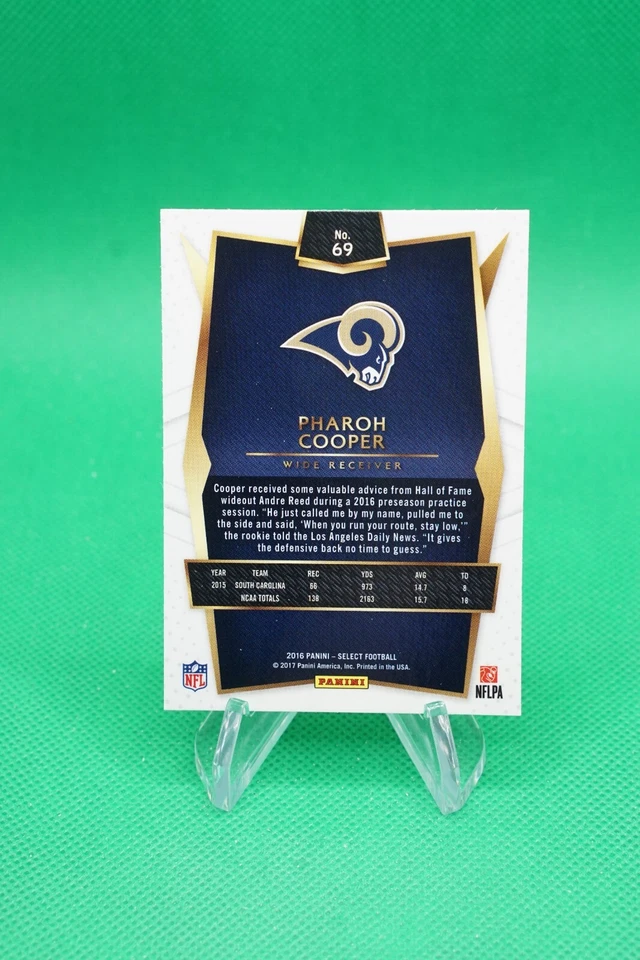 No.
69
PHAROH
COOPER
WIDE RECEIVER
Cooper received some valuable advice from Hall of Fame
wideout Andre Reed during a 2016 preseason practice
session. “He just called me by my name, pulled me to
the side and said, ‘When you run your route, stay low,’”
the rookie told the Los Angeles Daily News. “It gives
the defensive back no time to guess.”
YEAR TEAM REC YDS AVG TD
2015 SOUTH CAROLINA 66 973 14.7 8
NCAA TOTALS 138 2163 15.7 18
2016 PANINI – SELECT FOOTBALL
© 2017 Panini America, Inc. Printed in the USA.
NFL
PANINI
NFLPA